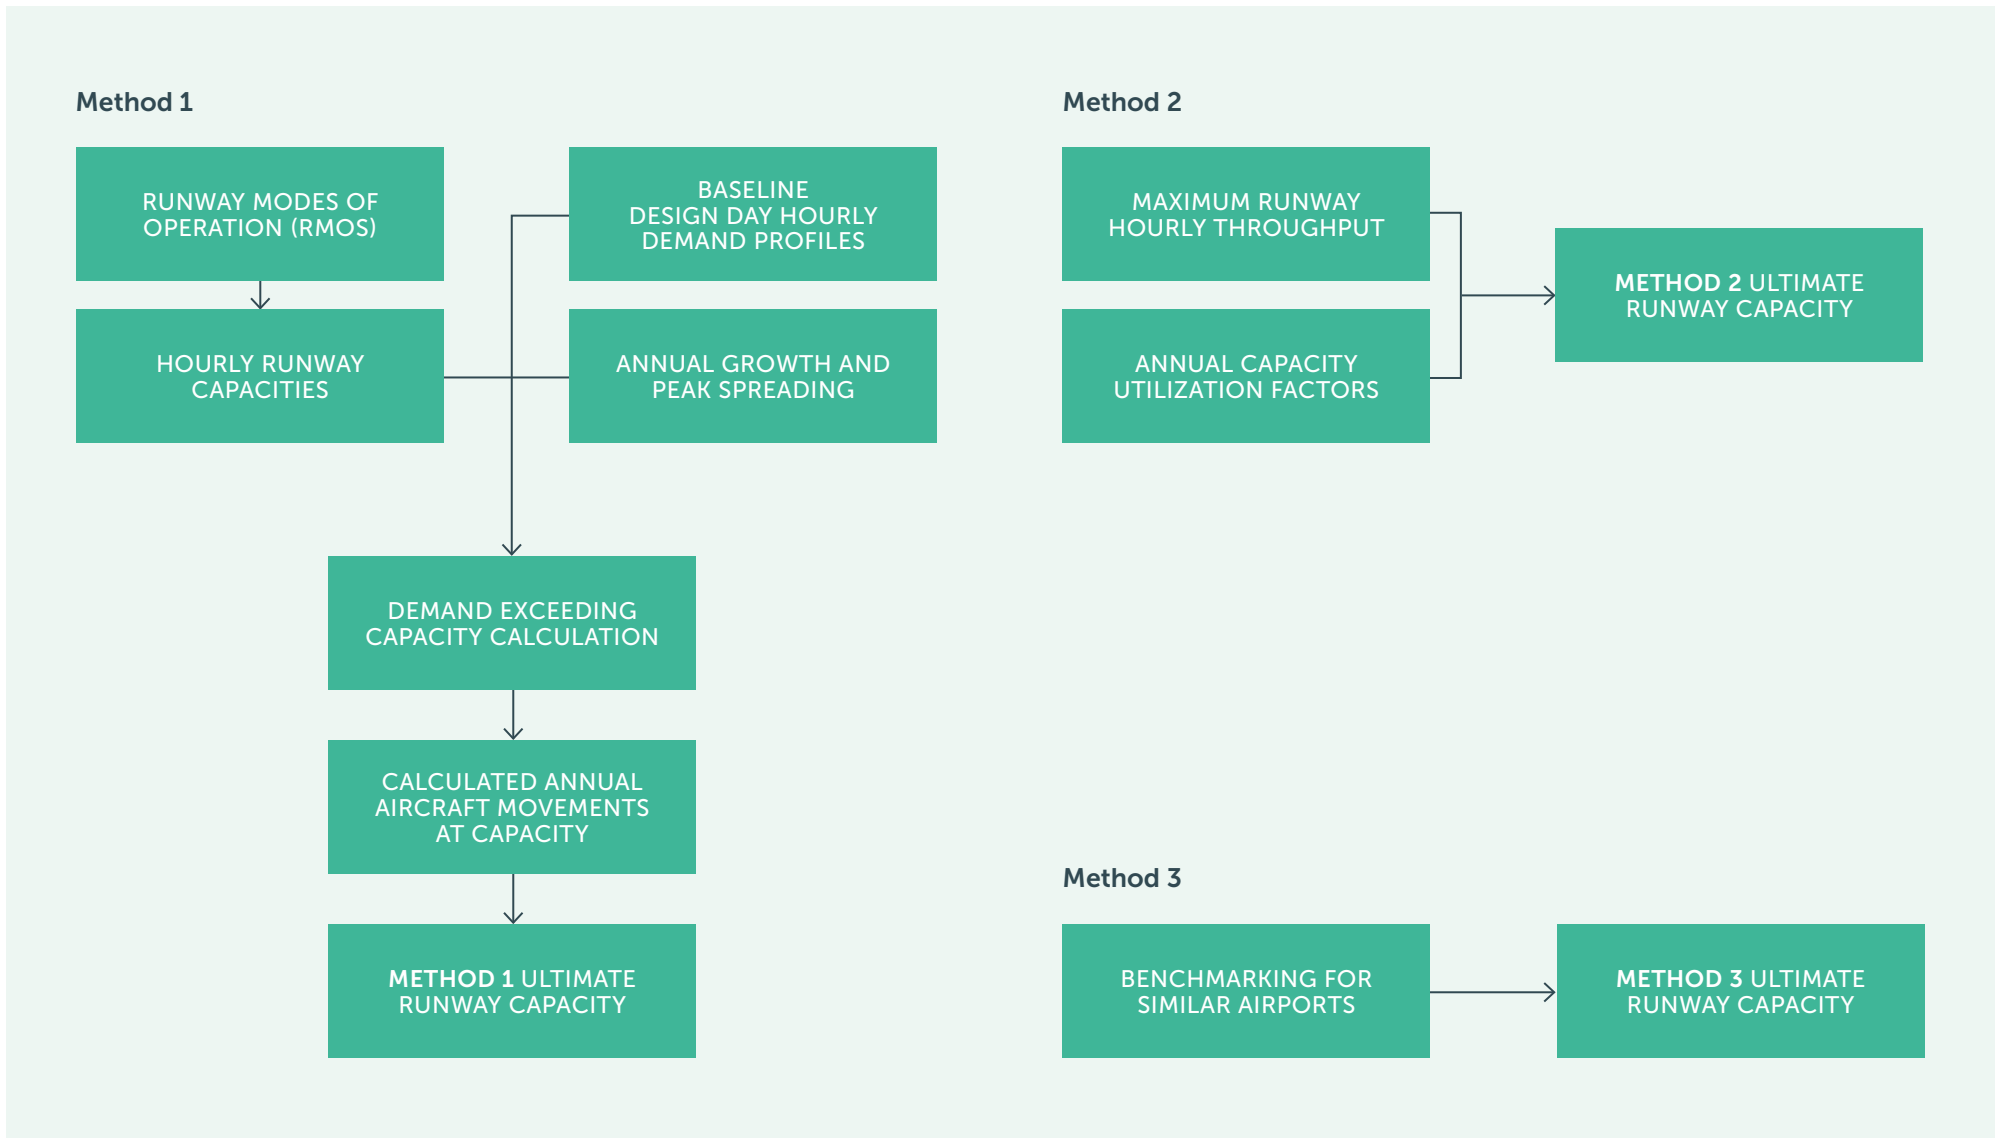 Method 1
RUNWAY MODES OF
OPERATION (RMOS)
BASELINE
DESIGN DAY HOURLY
DEMAND PROFILES
HOURLY RUNWAY
CAPACITIES
ANNUAL GROWTH AND
PEAK SPREADING
DEMAND EXCEEDING
CAPACITY CALCULATION
CALCULATED ANNUAL
AIRCRAFT MOVEMENTS
AT CAPACITY
METHOD 1 ULTIMATE
RUNWAY CAPACITY
Method 2
MAXIMUM RUNWAY
HOURLY THROUGHPUT
ANNUAL CAPACITY
UTILIZATION FACTORS
METHOD 2 ULTIMATE
RUNWAY CAPACITY
Method 3
BENCHMARKING FOR
SIMILAR AIRPORTS
METHOD 3 ULTIMATE
RUNWAY CAPACITY